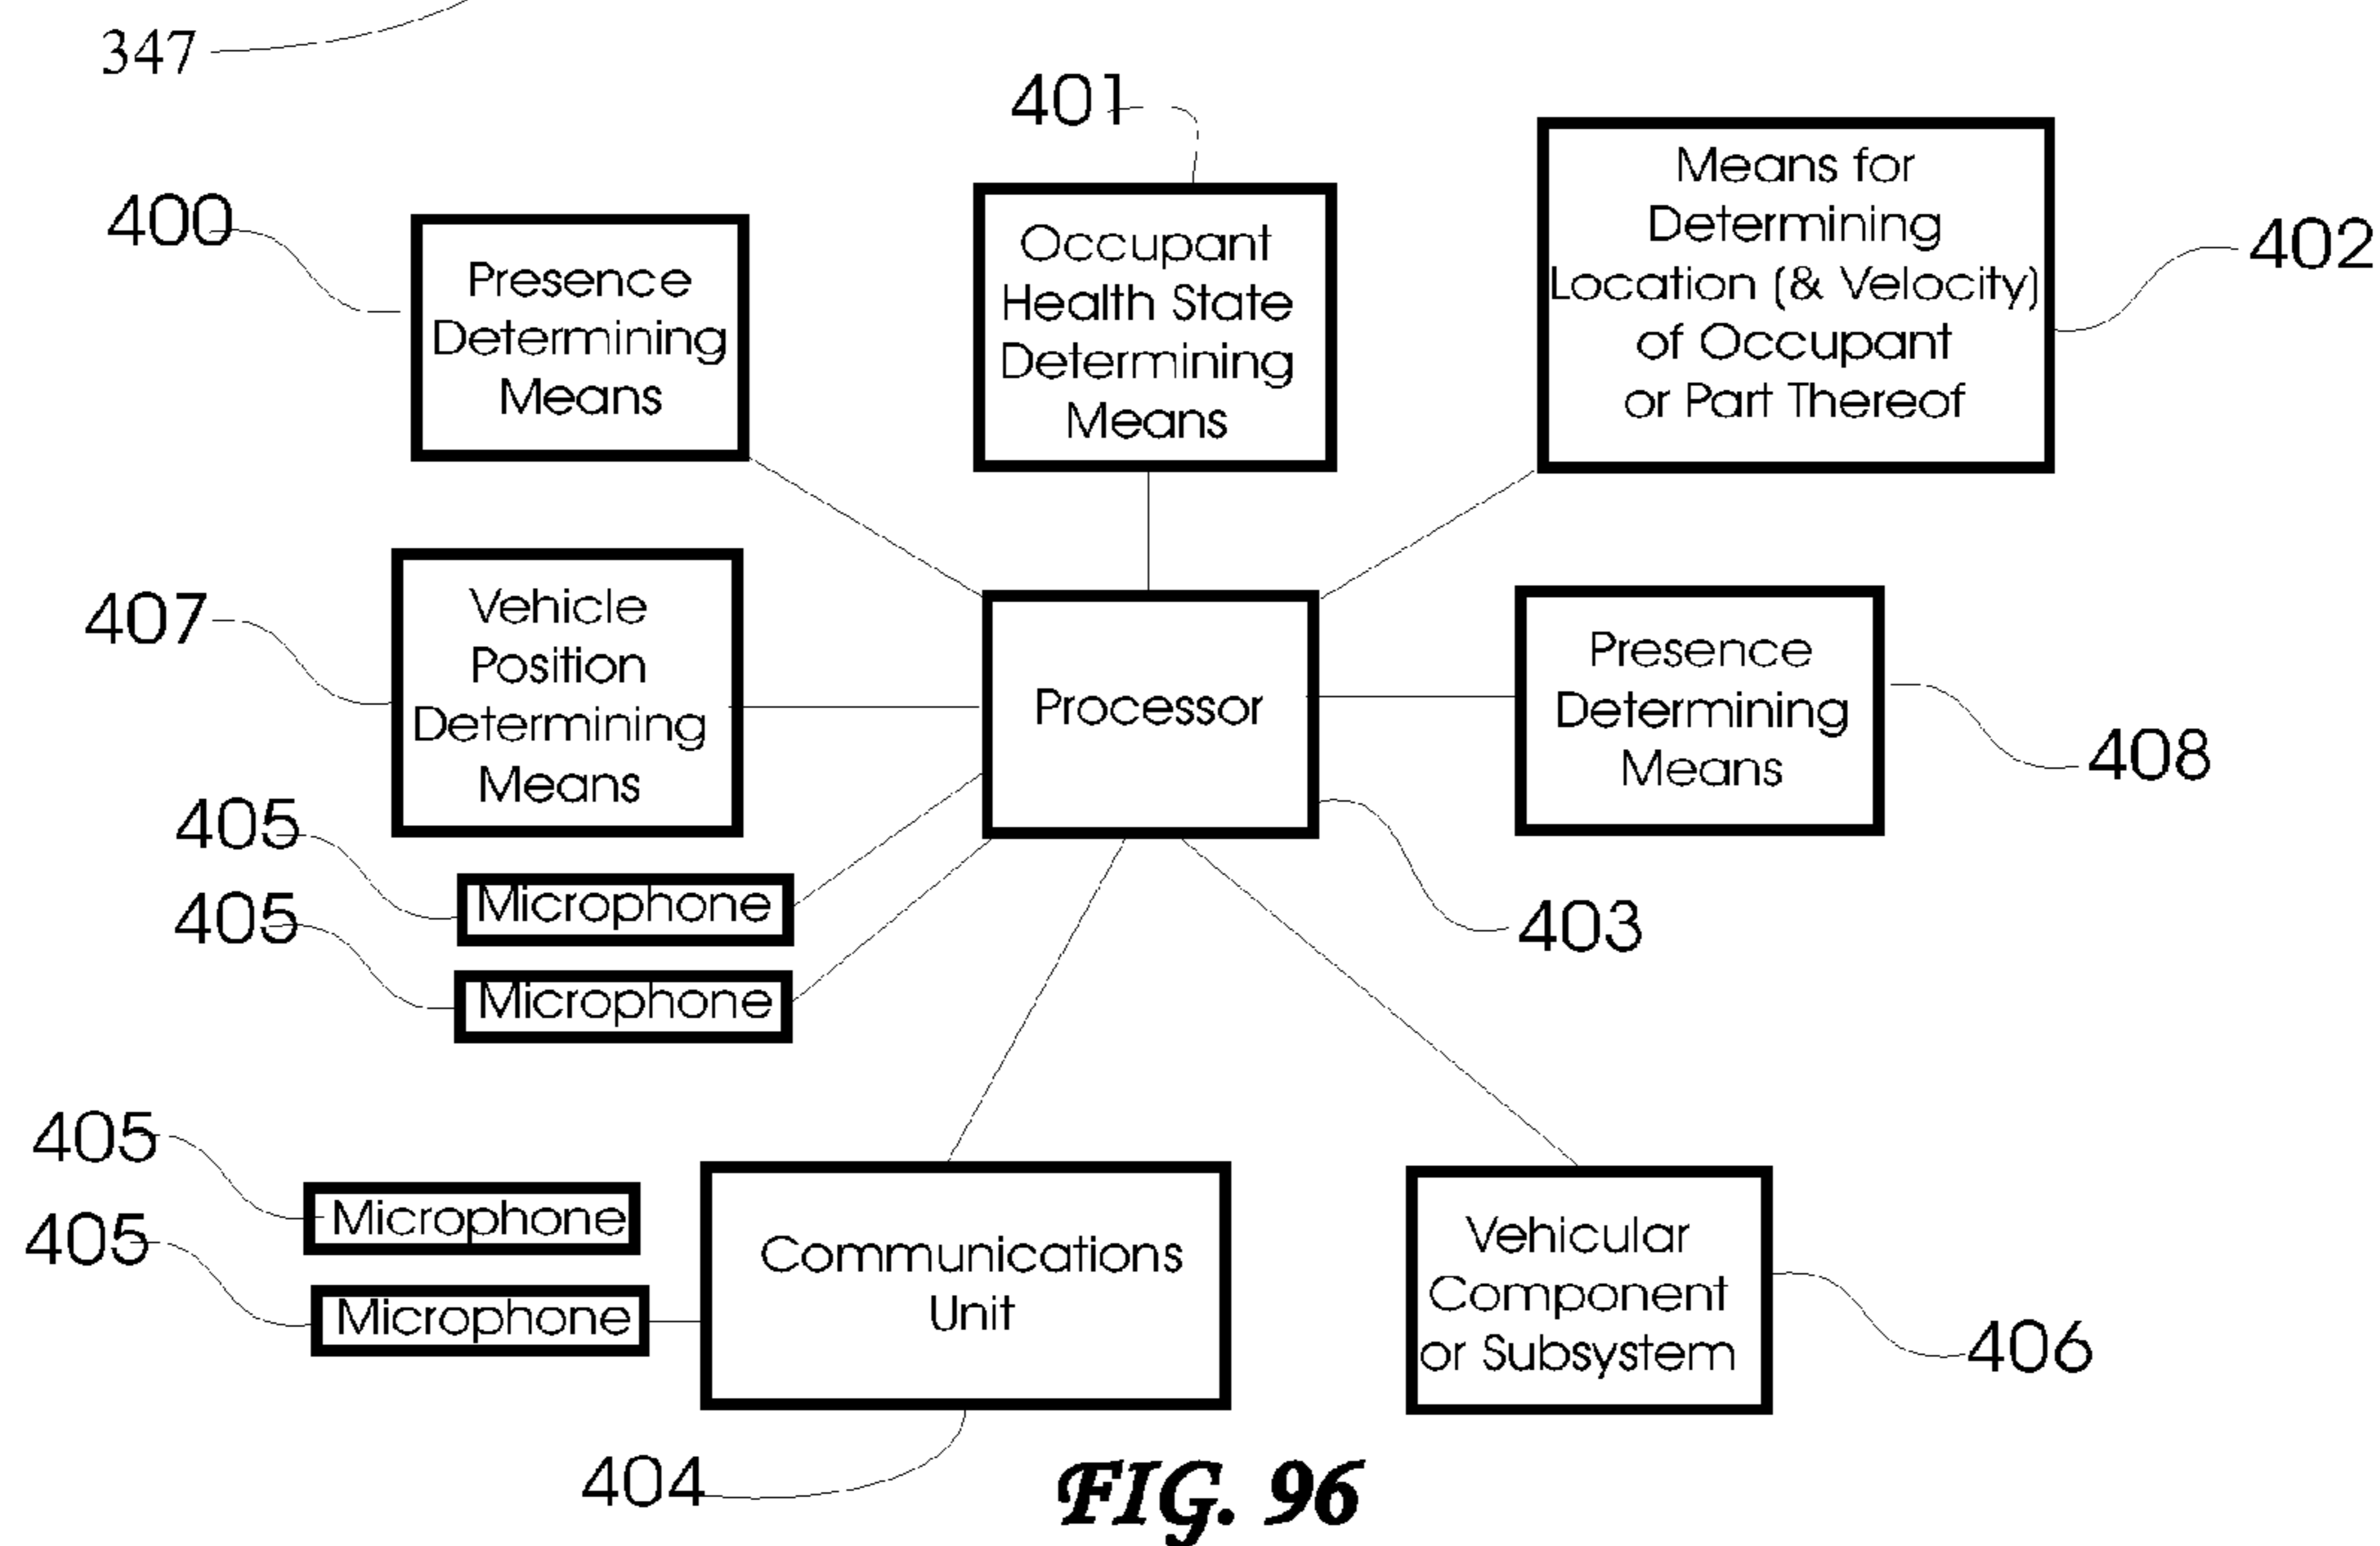 347
401
400
402
Presence
Determining
Means
Occupant
Health State
Determining
Means
Means for
Determining
Location (& Velocity)
of Occupant
or Part Thereof
407
Vehicle
Position
Determining
Means
Processor
Presence
Determining
Means
408
405
Microphone
405
Microphone
403
405
Microphone
405
Microphone
Communications
Unit
Vehicular
Component
or Subsystem
406
404
FIG. 96